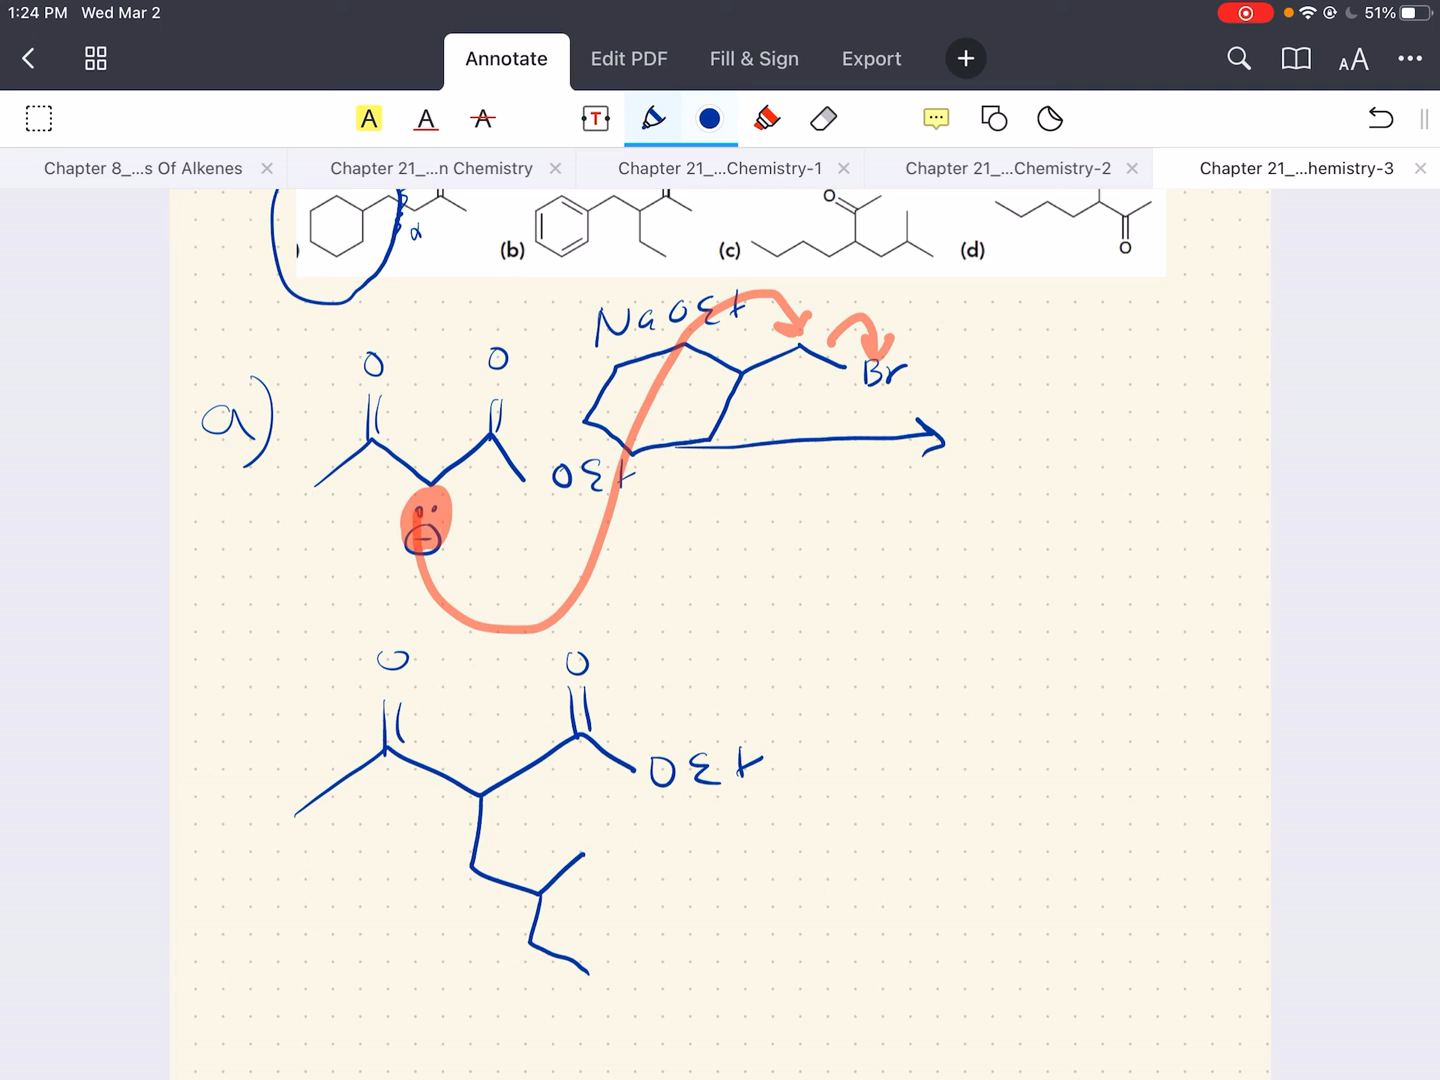 1:24 PM Wed Mar 2 51%
Annotate Edit PDF Fill & Sign Export
A A A T AA
Chapter 8_...s Of Alkenes Chapter 21_...n Chemistry Chapter 21_...Chemistry-1 Chapter 21_...Chemistry-2 Chapter 21_...hemistry-3
α O
) (b) (c) (d) O
NaOEt
a) O O Br
OEt
O O
OEt